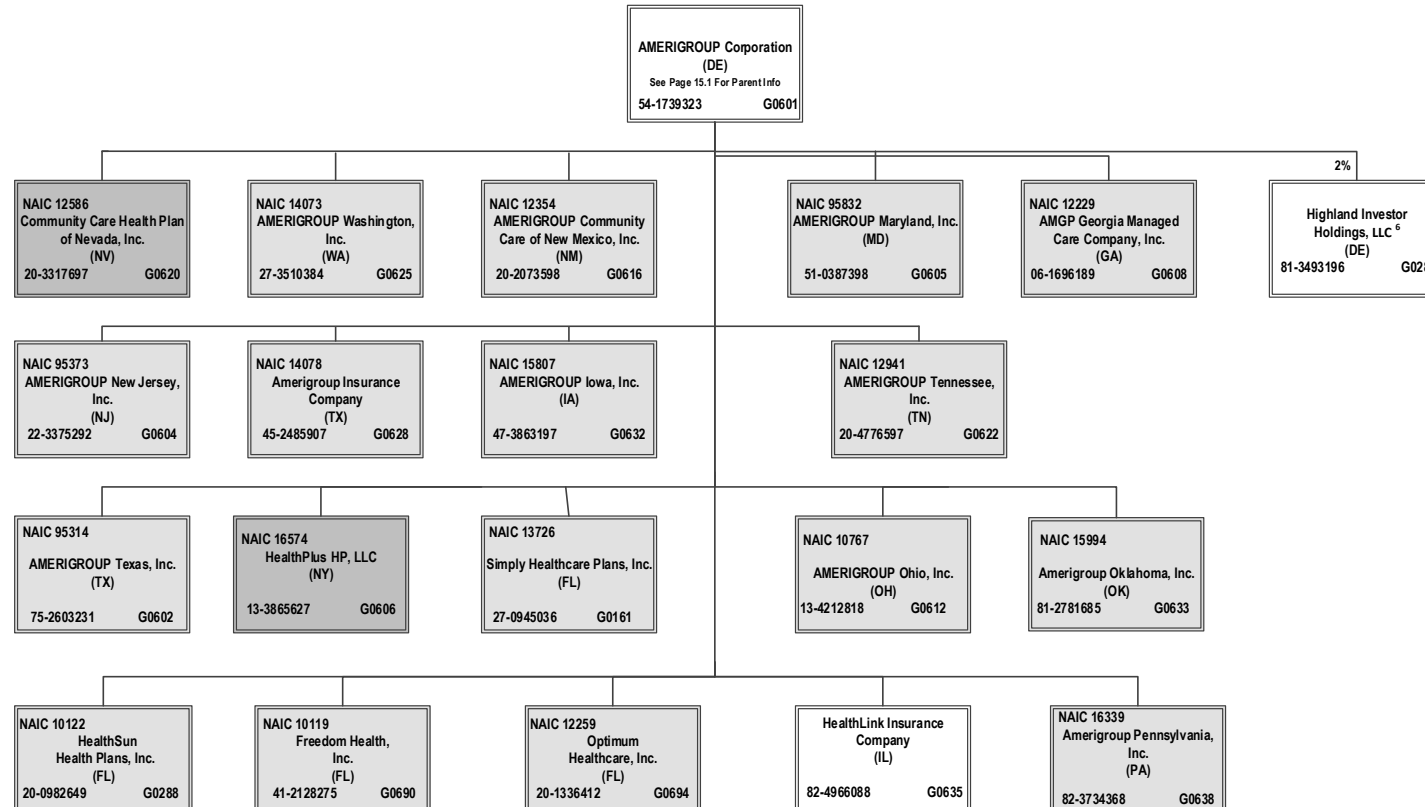 AMERIGROUP Corporation
(DE)
See Page 15.1 For Parent Info
54-1739323 G0601
2%
NAIC 12586
Community Care Health Plan
of Nevada, Inc.
(NV)
20-3317697 G0620
NAIC 14073
AMERIGROUP Washington,
Inc.
(WA)
27-3510384 G0625
NAIC 12354
AMERIGROUP Community
Care of New Mexico, Inc.
(NM)
20-2073598 G0616
NAIC 95832
AMERIGROUP Maryland, Inc.
(MD)
51-0387398 G0605
NAIC 12229
AMGP Georgia Managed
Care Company, Inc.
(GA)
06-1696189 G0608
Highland Investor
Holdings, LLC 6
(DE)
81-3493196
NAIC 95373
AMERIGROUP New Jersey,
Inc.
(NJ)
22-3375292 G0604
NAIC 14078
Amerigroup Insurance
Company
(TX)
45-2485907 G0628
NAIC 15807
AMERIGROUP Iowa, Inc.
(IA)
47-3863197 G0632
NAIC 12941
AMERIGROUP Tennessee,
Inc.
(TN)
20-4776597 G0622
NAIC 95314
AMERIGROUP Texas, Inc.
(TX)
75-2603231 G0602
NAIC 16574
HealthPlus HP, LLC
(NY)
13-3865627 G0606
NAIC 13726
Simply Healthcare Plans, Inc.
(FL)
27-0945036 G0161
NAIC 10767
AMERIGROUP Ohio, Inc.
(OH)
13-4212818 G0612
NAIC 15994
Amerigroup Oklahoma, Inc.
(OK)
81-2781685 G0633
NAIC 10122
HealthSun
Health Plans, Inc.
(FL)
20-0982649 G0288
NAIC 10119
Freedom Health,
Inc.
(FL)
41-2128275 G0690
NAIC 12259
Optimum
Healthcare, Inc.
(FL)
20-1336412 G0694
HealthLink Insurance
Company
(IL)
82-4966088 G0635
NAIC 16339
Amerigroup Pennsylvania,
Inc.
(PA)
82-3734368 G0638